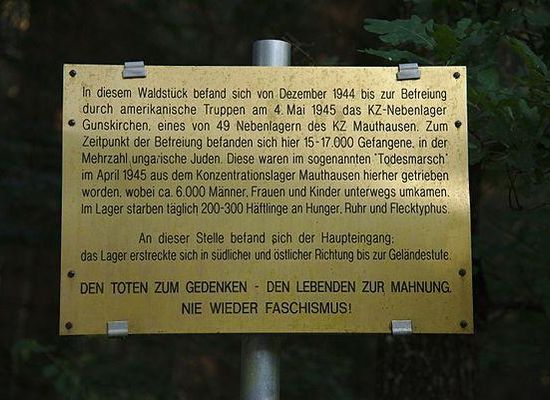 In diesem Waldstück befand sich von Dezember 1944 bis zur Befreiung
durch amerikanische Truppen am 4. Mai 1945 das KZ-Nebenlager
Gunskirchen, eines von 49 Nebenlagern des KZ Mauthausen. Zum
Zeitpunkt der Befreiung befanden sich hier 15-17.000 Gefangene, in der
Mehrzahl ungarische Juden. Diese waren im sogenannten "Todesmarsch"
im April 1945 aus dem Konzentrationslager Mauthausen hierher getrieben
worden, wobei ca. 6.000 Männer, Frauen und Kinder unterwegs umkamen.
Im Lager starben täglich 200-300 Häftlinge an Hunger, Ruhr und Flecktyphus.
An dieser Stelle befand sich der Haupteingang;
das Lager erstreckte sich in südlicher und östlicher Richtung bis zur Geländestufe.
DEN TOTEN ZUM GEDENKEN - DEN LEBENDEN ZUR MAHNUNG.
NIE WIEDER FASCHISMUS!